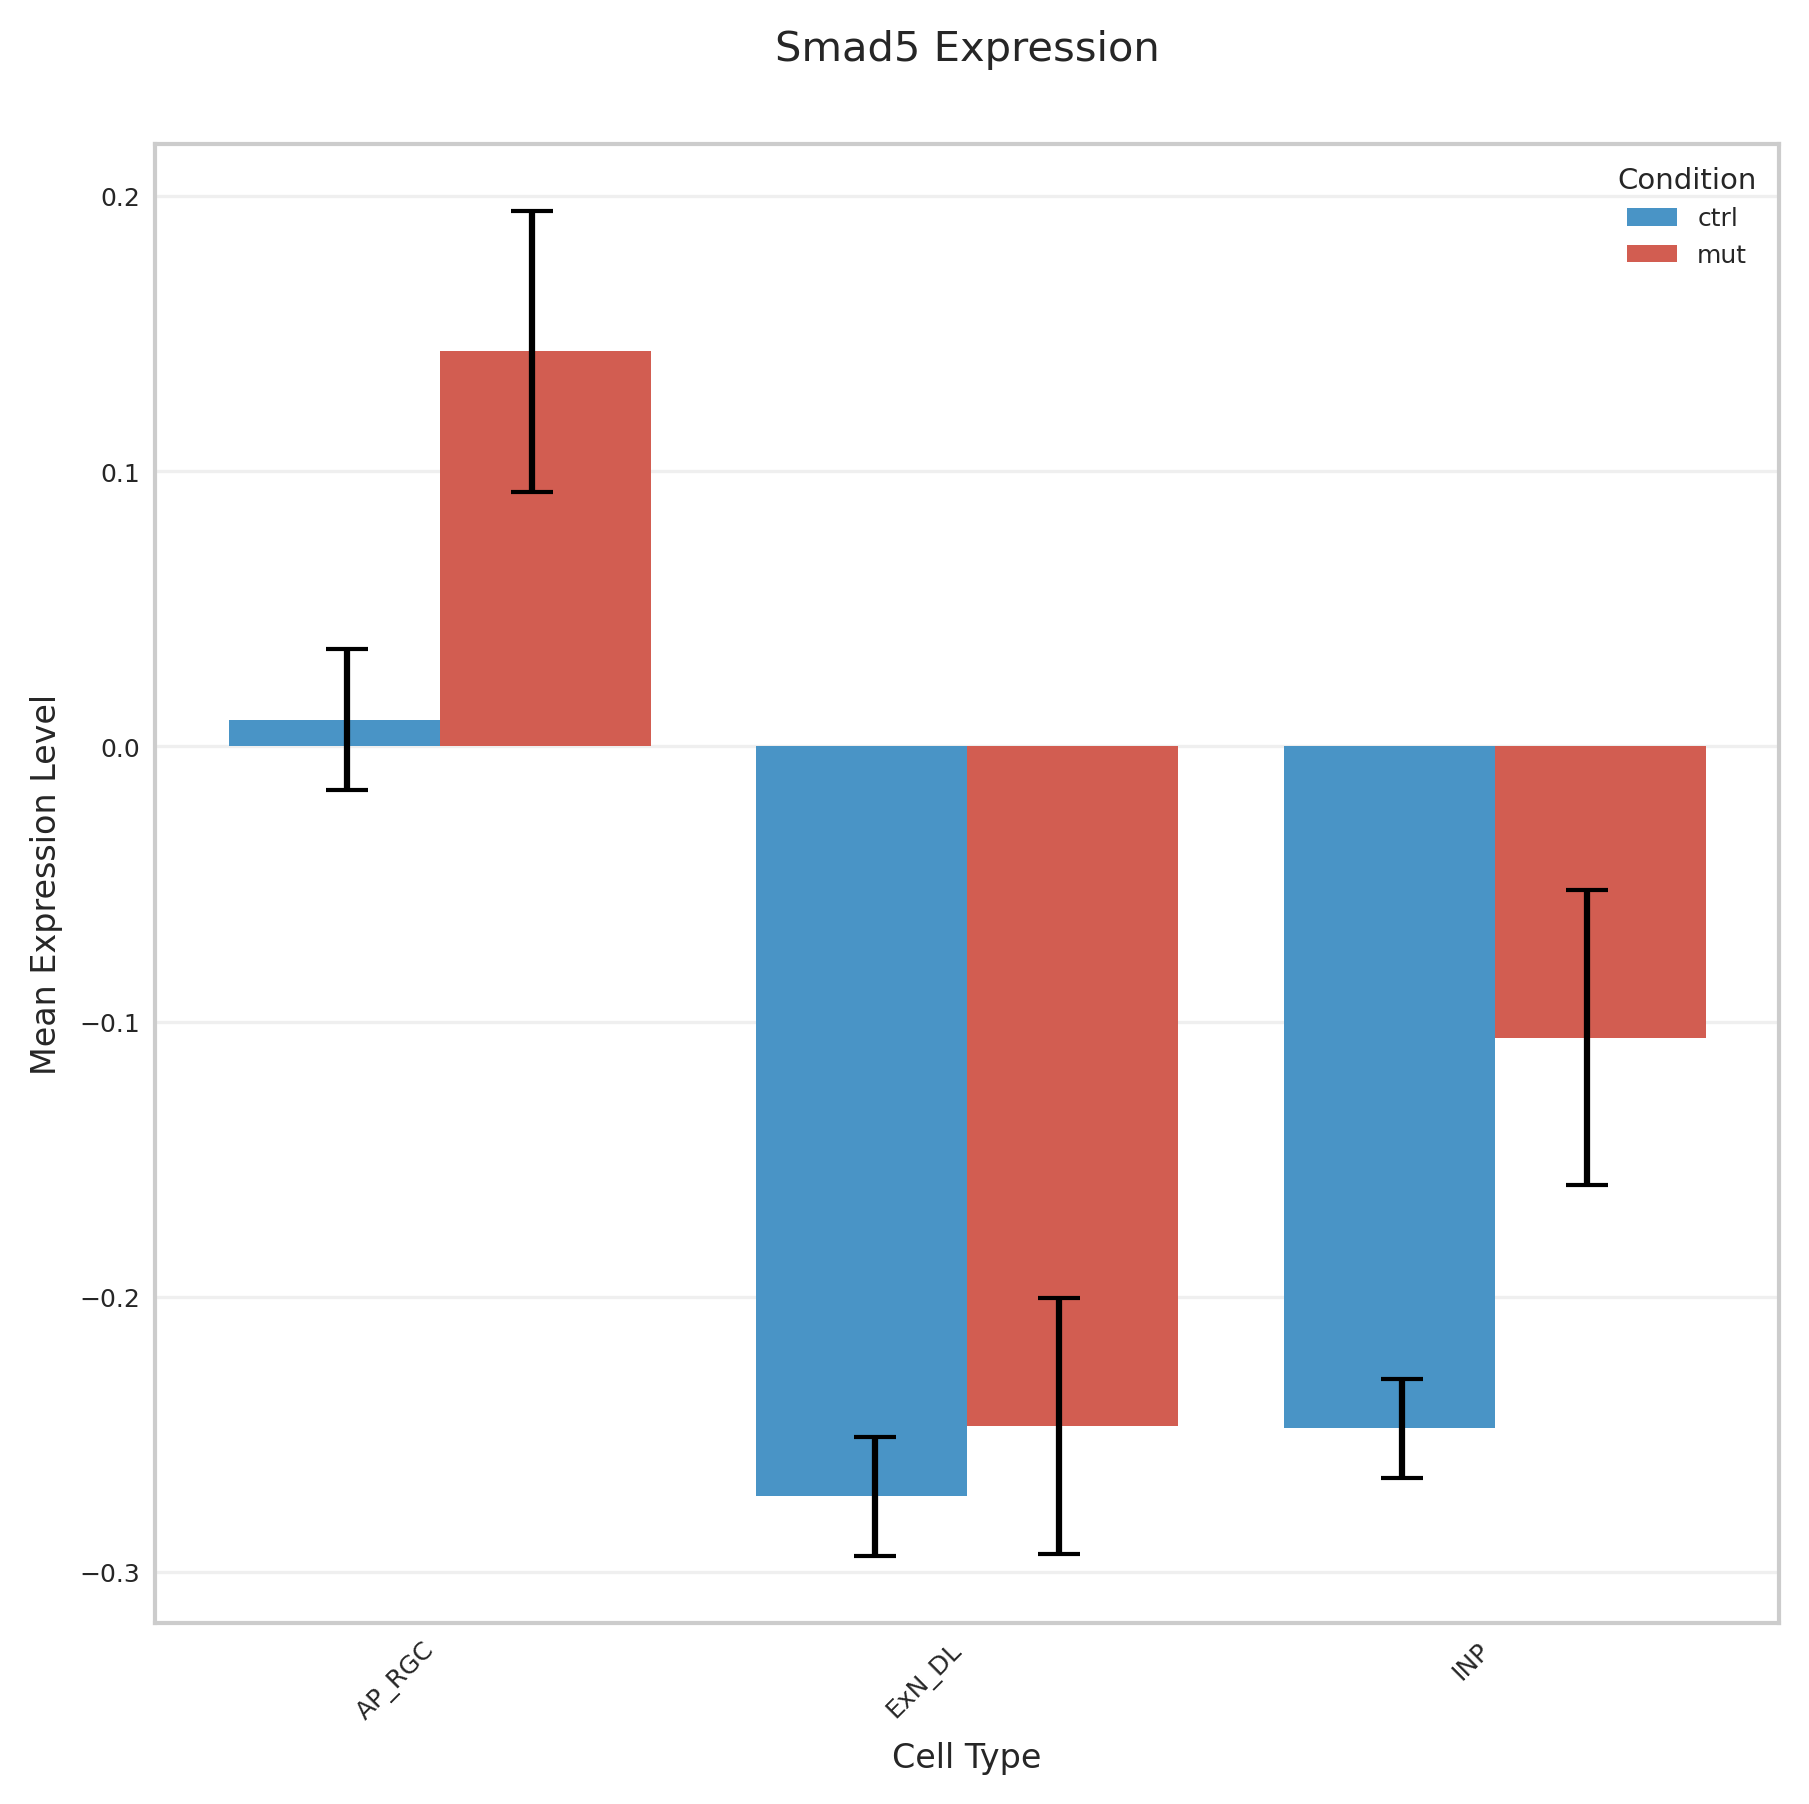 Smad5 Expression
Condition
ctrl
mut
0.2
0.1
0.0
−0.1
−0.2
−0.3
Mean Expression Level
AP_RGC
ExN_DL
INP
Cell Type